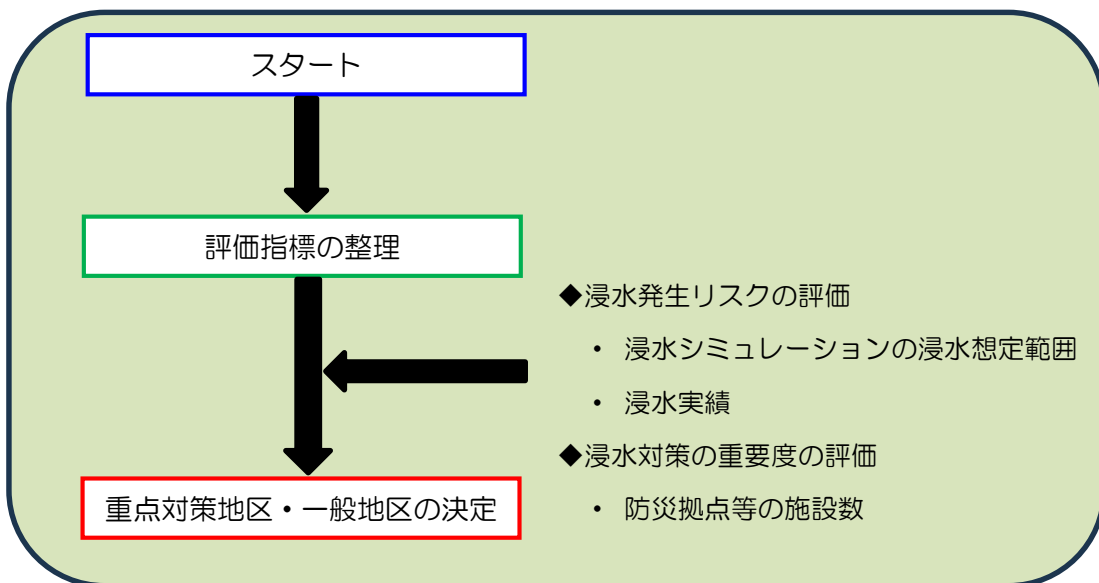 スタート
評価指標の整理
◆浸水発生リスクの評価
・ 浸水シミュレーションの浸水想定範囲
・ 浸水実績
◆浸水対策の重要度の評価
・ 防災拠点等の施設数
重点対策地区・一般地区の決定